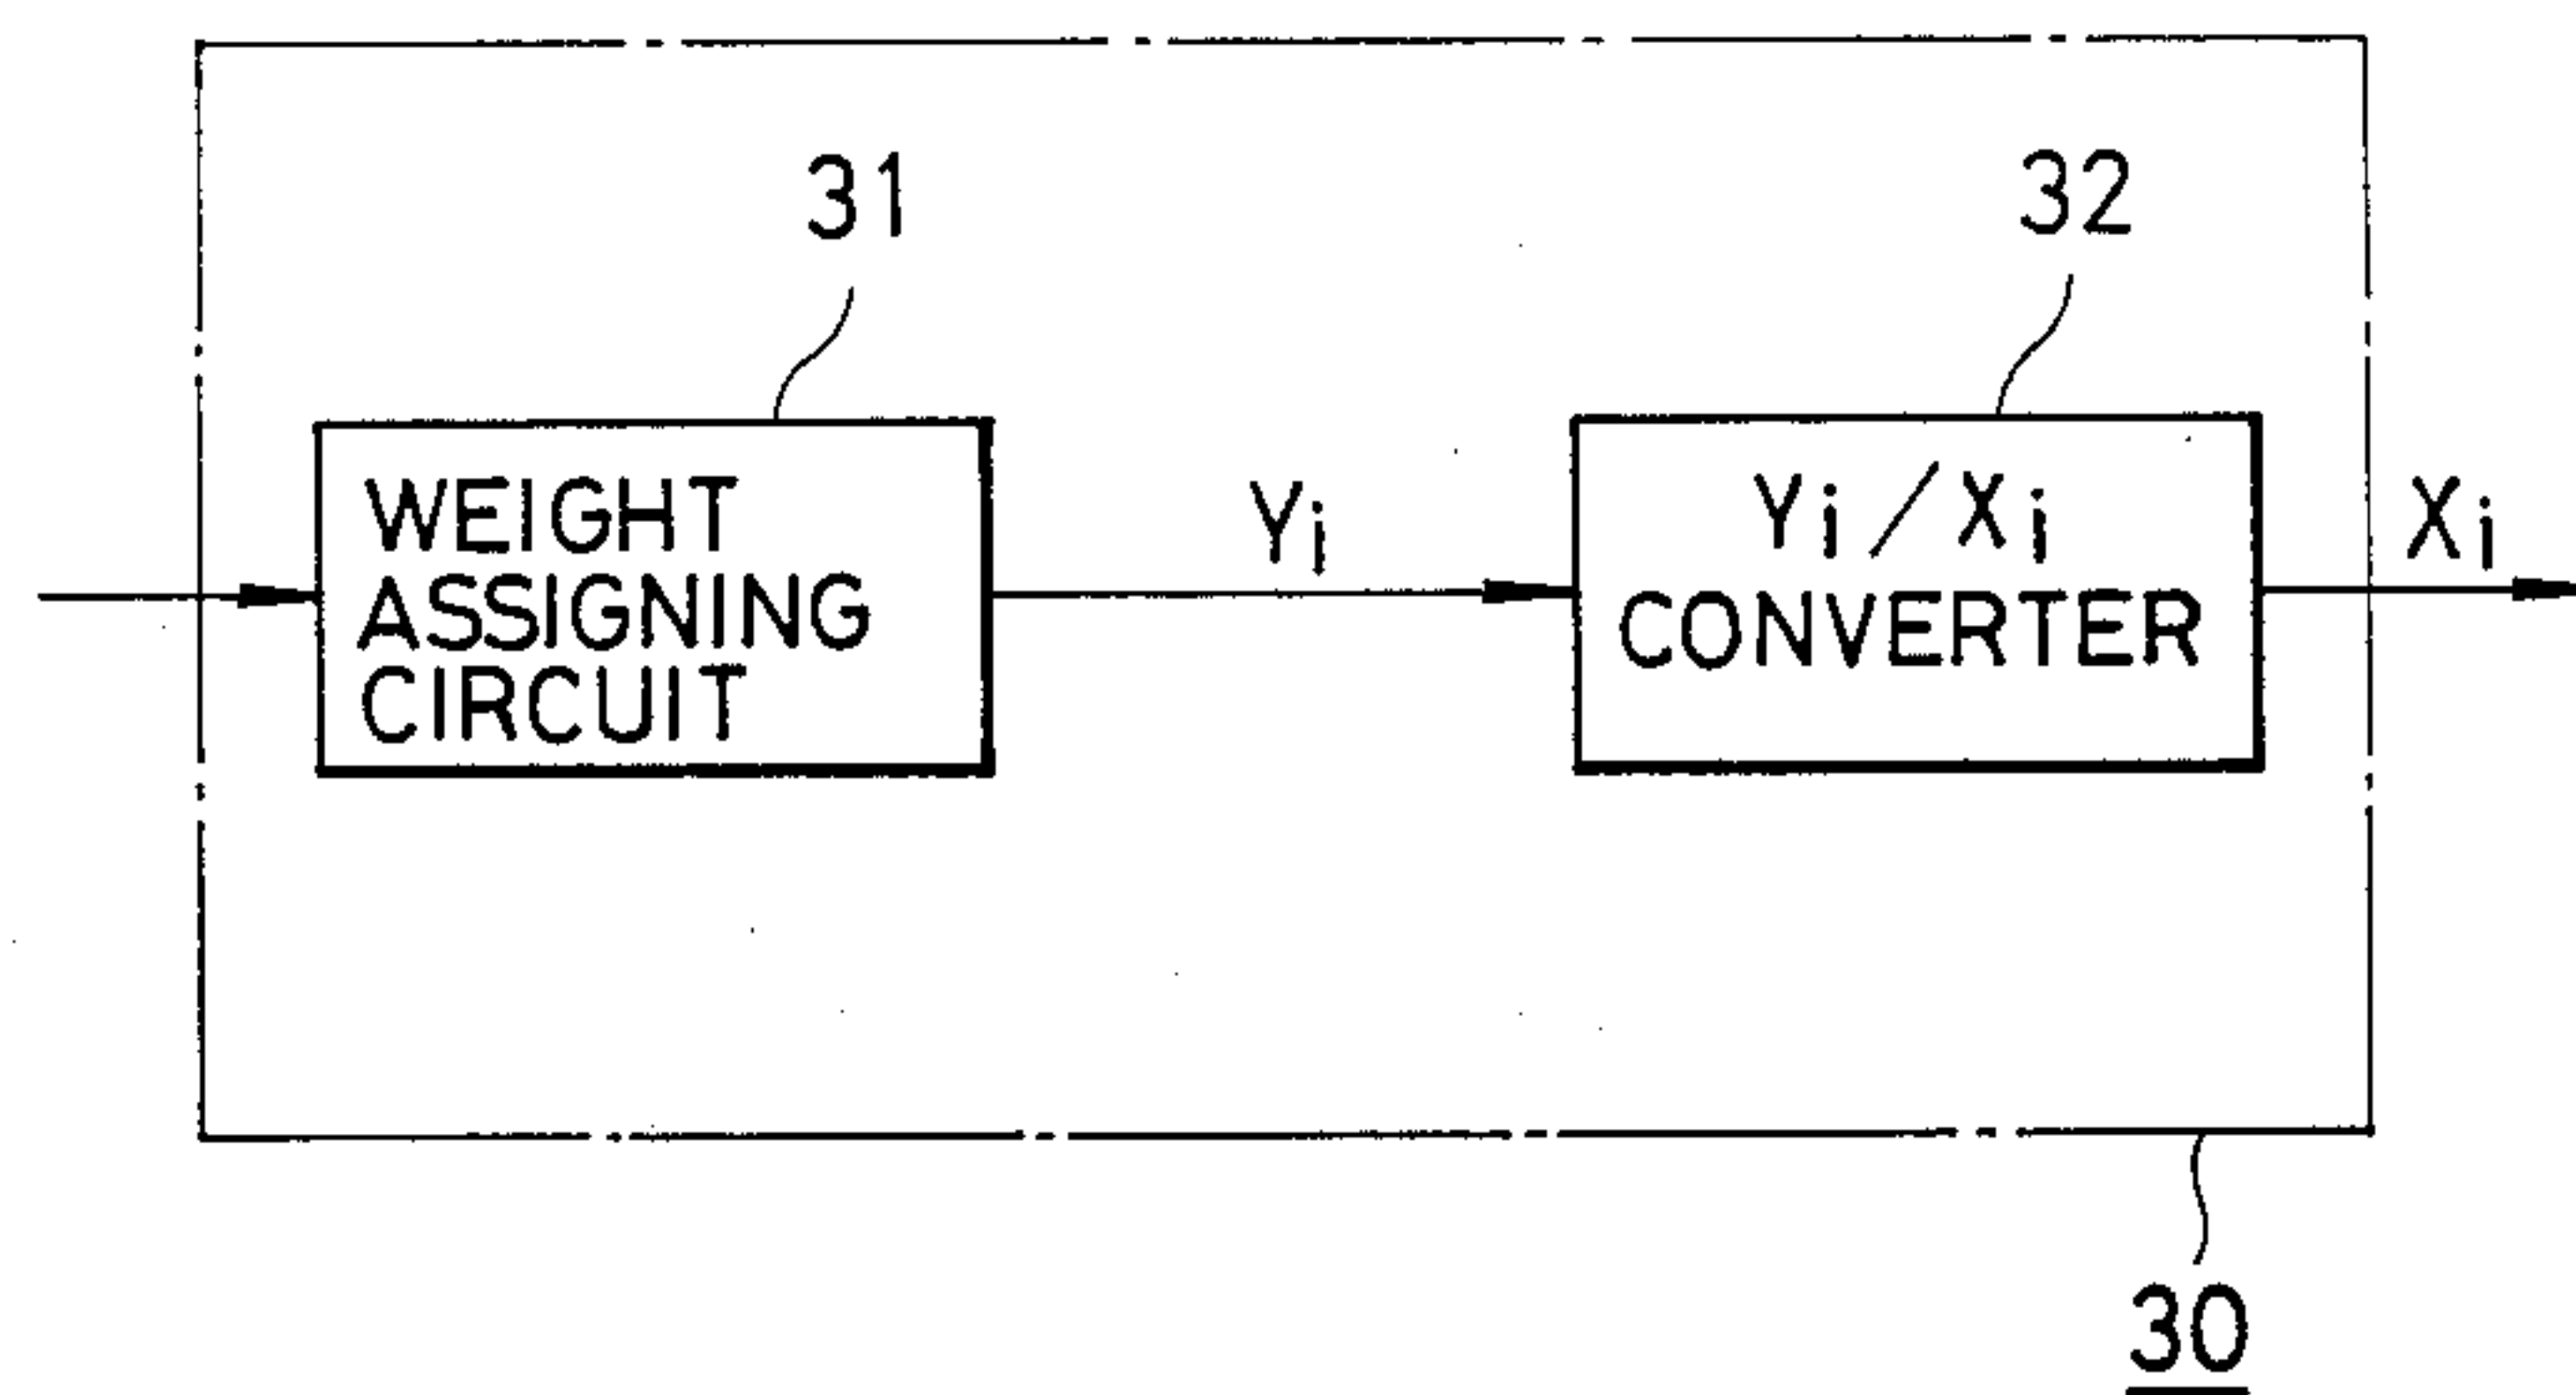 31
32
WEIGHT
ASSIGNING
CIRCUIT
Yi
Yi/Xi
CONVERTER
Xi
30